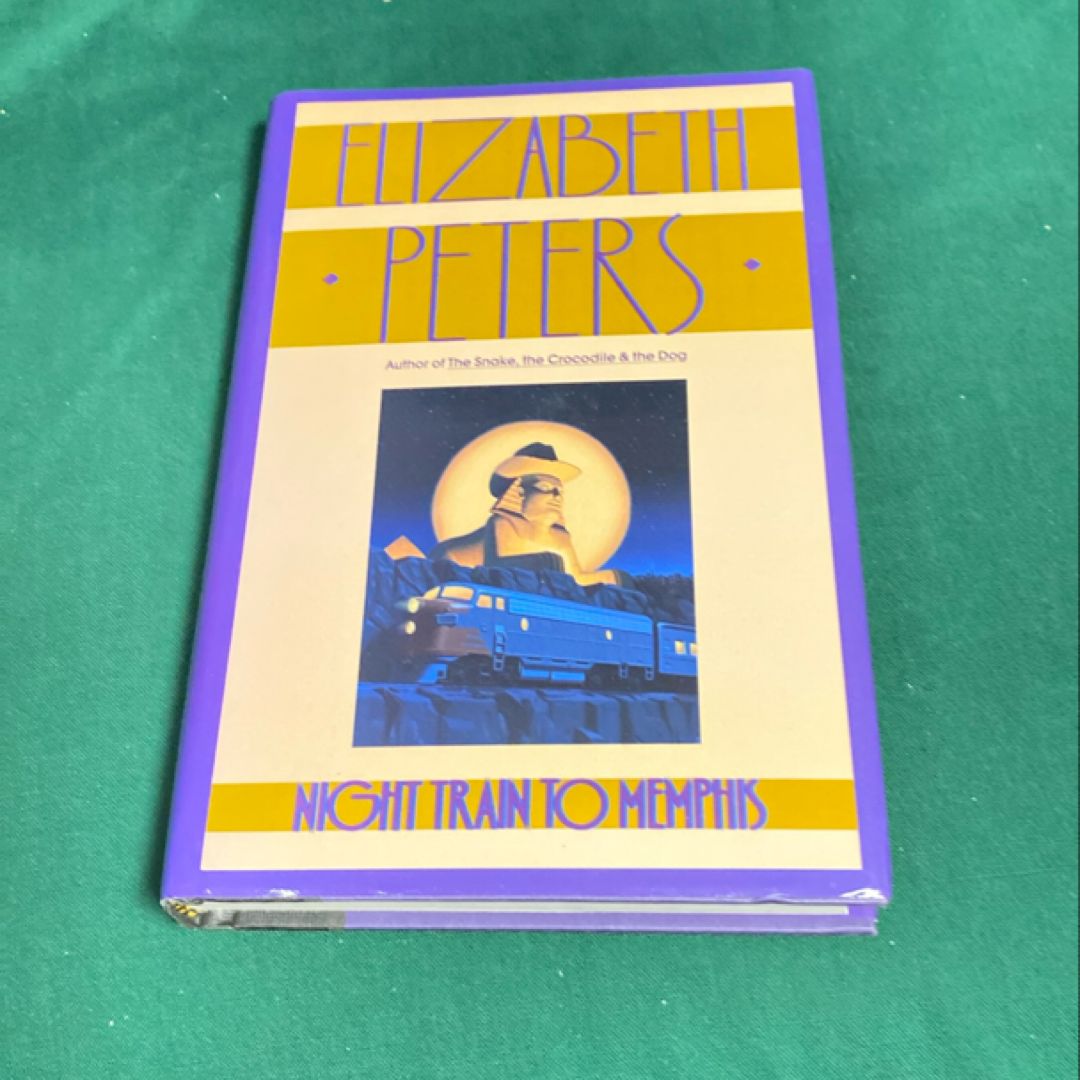 ELIZABETH
PETERS
Author of The Snake, the Crocodile & the Dog
NIGHT TRAIN TO MEMPHIS